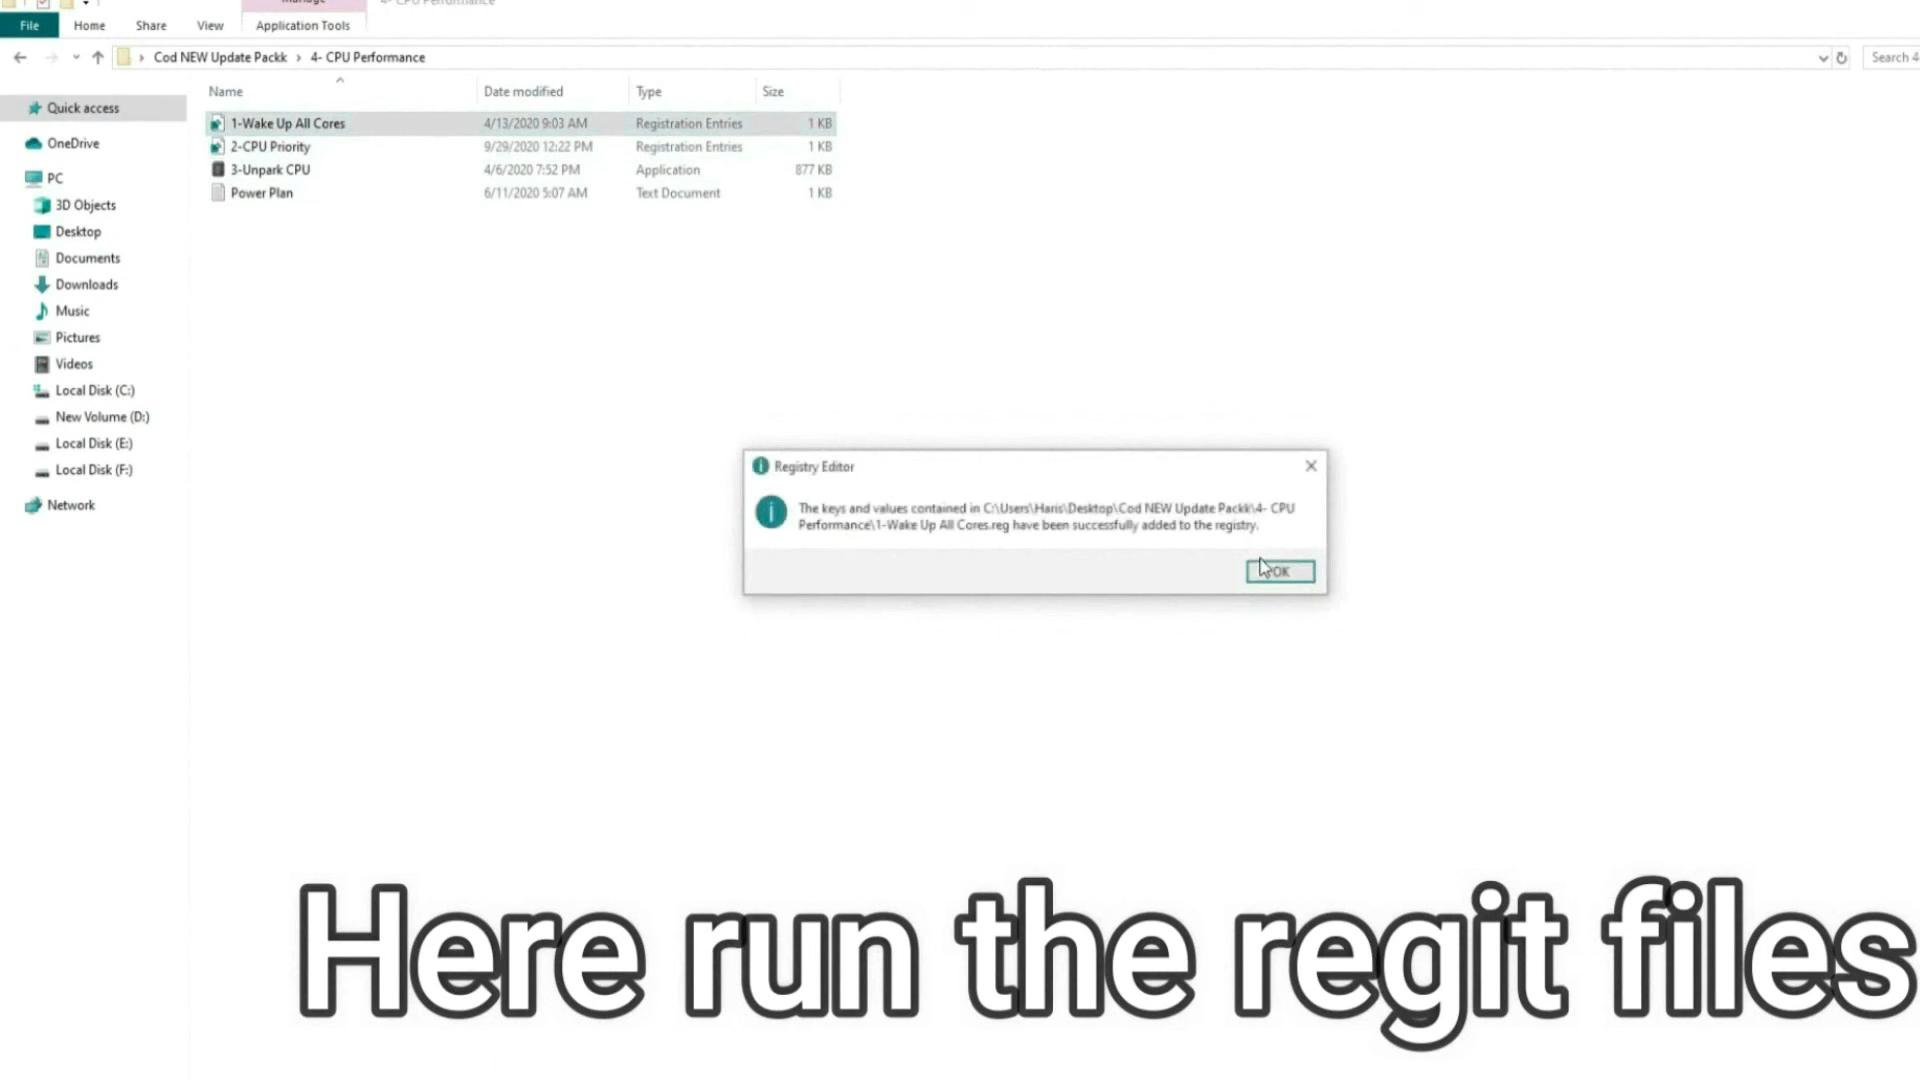 File Home Share View Application Tools
Cod NEW Update Packk › 4- CPU Performance
Search 4
Name Date modified Type Size
Quick access
OneDrive
PC
3D Objects
Desktop
Documents
Downloads
Music
Pictures
Videos
Local Disk (C:)
New Volume (D:)
Local Disk (E:)
Local Disk (F:)
Network
1-Wake Up All Cores 4/13/2020 9:03 AM Registration Entries 1 KB
2-CPU Priority 9/29/2020 12:22 PM Registration Entries 1 KB
3-Unpark CPU 4/6/2020 7:52 PM Application 877 KB
Power Plan 6/11/2020 5:07 AM Text Document 1 KB
Registry Editor
The keys and values contained in C:\Users\Haris\Desktop\Cod NEW Update Packk\4- CPU
Performance\1-Wake Up All Cores.reg have been successfully added to the registry.
OK
Here run the regit files